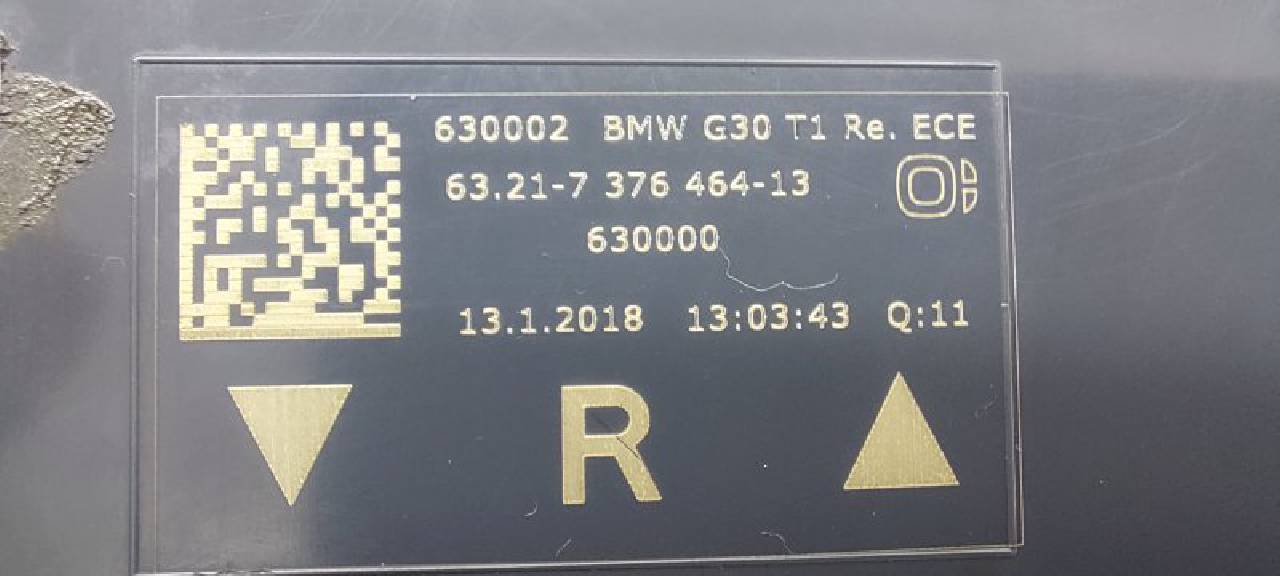 630002 BMW G30 T1 Re. ECE
63.21-7 376 464-13
630000
13.1.2018 13:03:43 Q:11
R